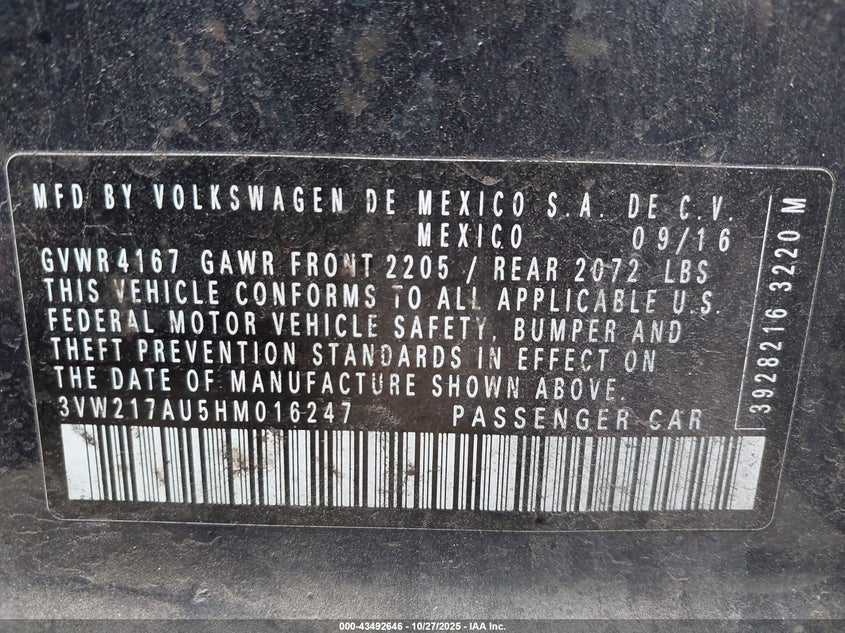 MFD BY VOLKSWAGEN DE MEXICO S.A. DE C.V.
MEXICO 09/16
GVWR4167 GAWR FRONT 2205 / REAR 2072 LBS
THIS VEHICLE CONFORMS TO ALL APPLICABLE U.S.
FEDERAL MOTOR VEHICLE SAFETY, BUMPER AND
THEFT PREVENTION STANDARDS IN EFFECT ON
THE DATE OF MANUFACTURE SHOWN ABOVE.
3VW217AU5HM016247 PASSENGER CAR
3928216 3220 M
000-43492646 - 10/27/2025 - IAA Inc.